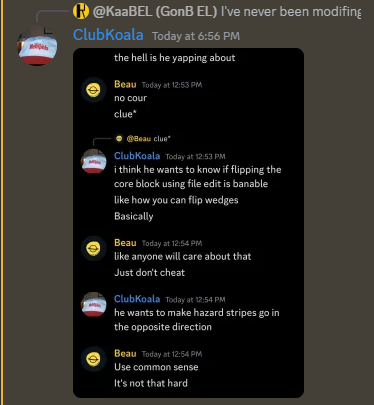 @KaaBEL (GonB EL) I've never been modifing
ClubKoala Today at 6:56 PM
the hell is he yapping about
Beau Today at 12:53 PM
no cour
clue*
@Beau clue*
ClubKoala Today at 12:53 PM
i think he wants to know if flipping the
core block using file edit is banable
like how you can flip wedges
Basically
Beau Today at 12:54 PM
like anyone will care about that
Just don't cheat
ClubKoala Today at 12:54 PM
he wants to make hazard stripes go in
the opposite direction
Beau Today at 12:54 PM
Use common sense
It's not that hard